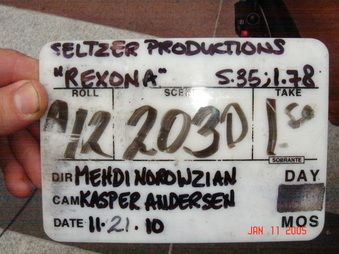 SELTZER PRODUCTIONS
"REXONA" S.35; 1.78
ROLL SCENE TAKE
A12 203D 1
SOBRANTE
DIR MEHDI NOROWZIAN DAY
CAM KASPER ANDERSEN
DATE 11.21.10 MOS
JAN 11 2005